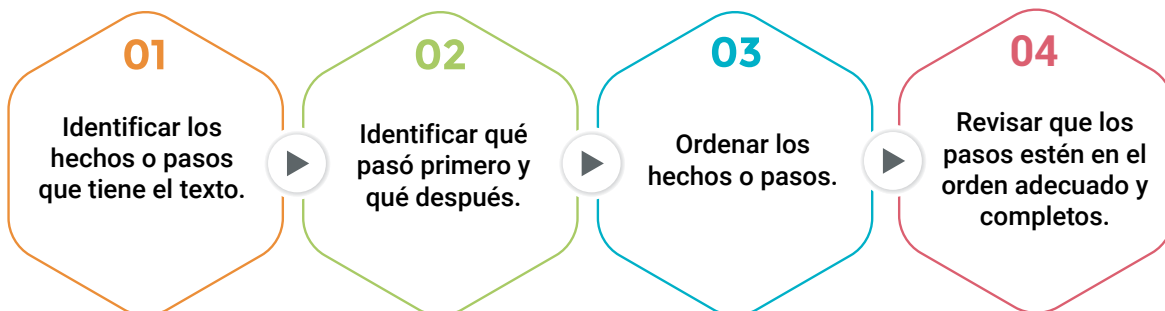 01
Identificar los
hechos o pasos
que tiene el texto.
02
Identificar qué
pasó primero y
qué después.
03
Ordenar los
hechos o pasos.
04
Revisar que los
pasos estén en el
orden adecuado y
completos.